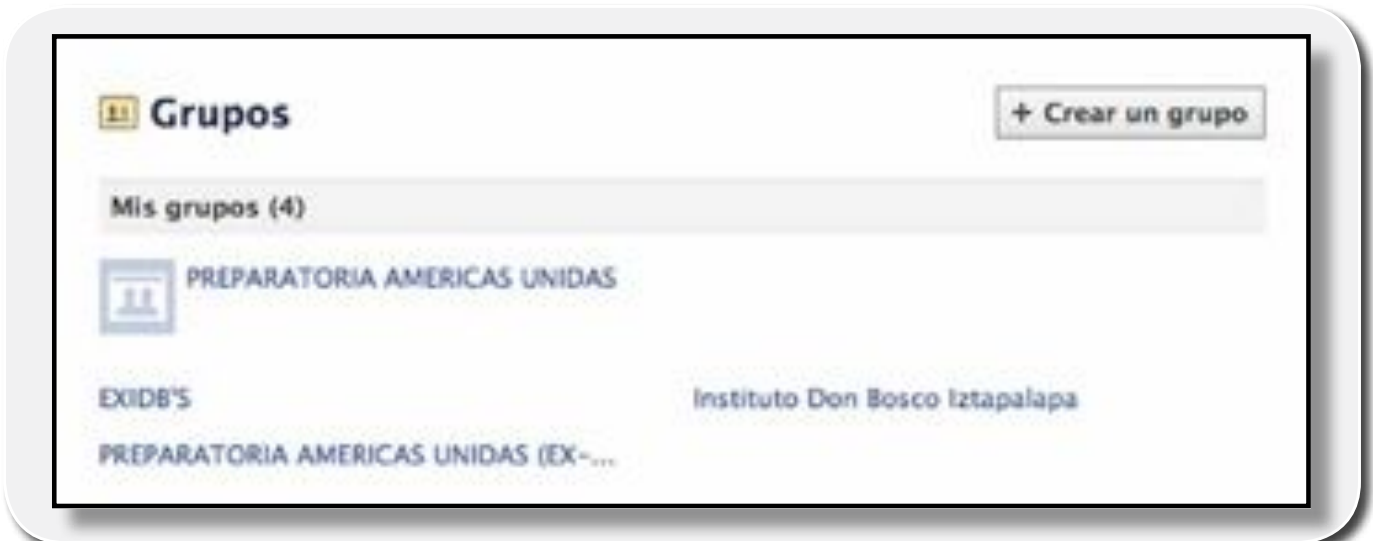 Grupos
+ Crear un grupo
Mis grupos (4)
PREPARATORIA AMERICAS UNIDAS
EXIDB'S
Instituto Don Bosco Iztapalapa
PREPARATORIA AMERICAS UNIDAS (EX-...